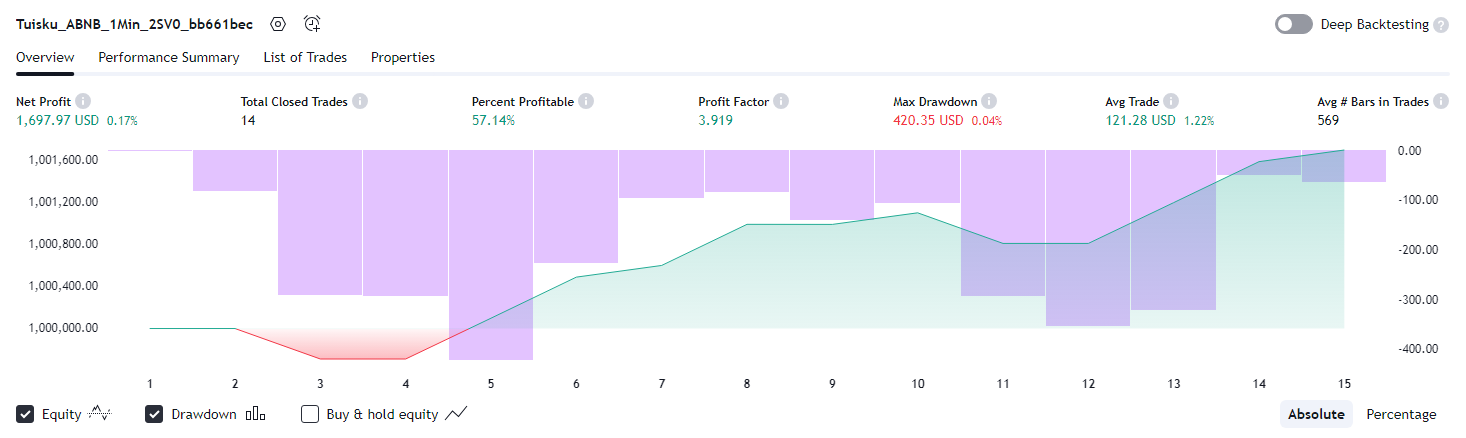 Tuisku_ABNB_1Min_2SV0_bb661bec
Deep Backtesting
Overview Performance Summary List of Trades Properties
Net Profit Total Closed Trades Percent Profitable Profit Factor Max Drawdown Avg Trade Avg # Bars in Trades
1,697.97 USD 0.17% 14 57.14% 3.919 420.35 USD 0.04% 121.28 USD 1.22% 569
1,001,600.00
1,001,200.00
1,000,800.00
1,000,400.00
1,000,000.00
0.00
-100.00
-200.00
-300.00
-400.00
1 2 3 4 5 6 7 8 9 10 11 12 13 14 15
Equity Drawdown Buy & hold equity Absolute Percentage